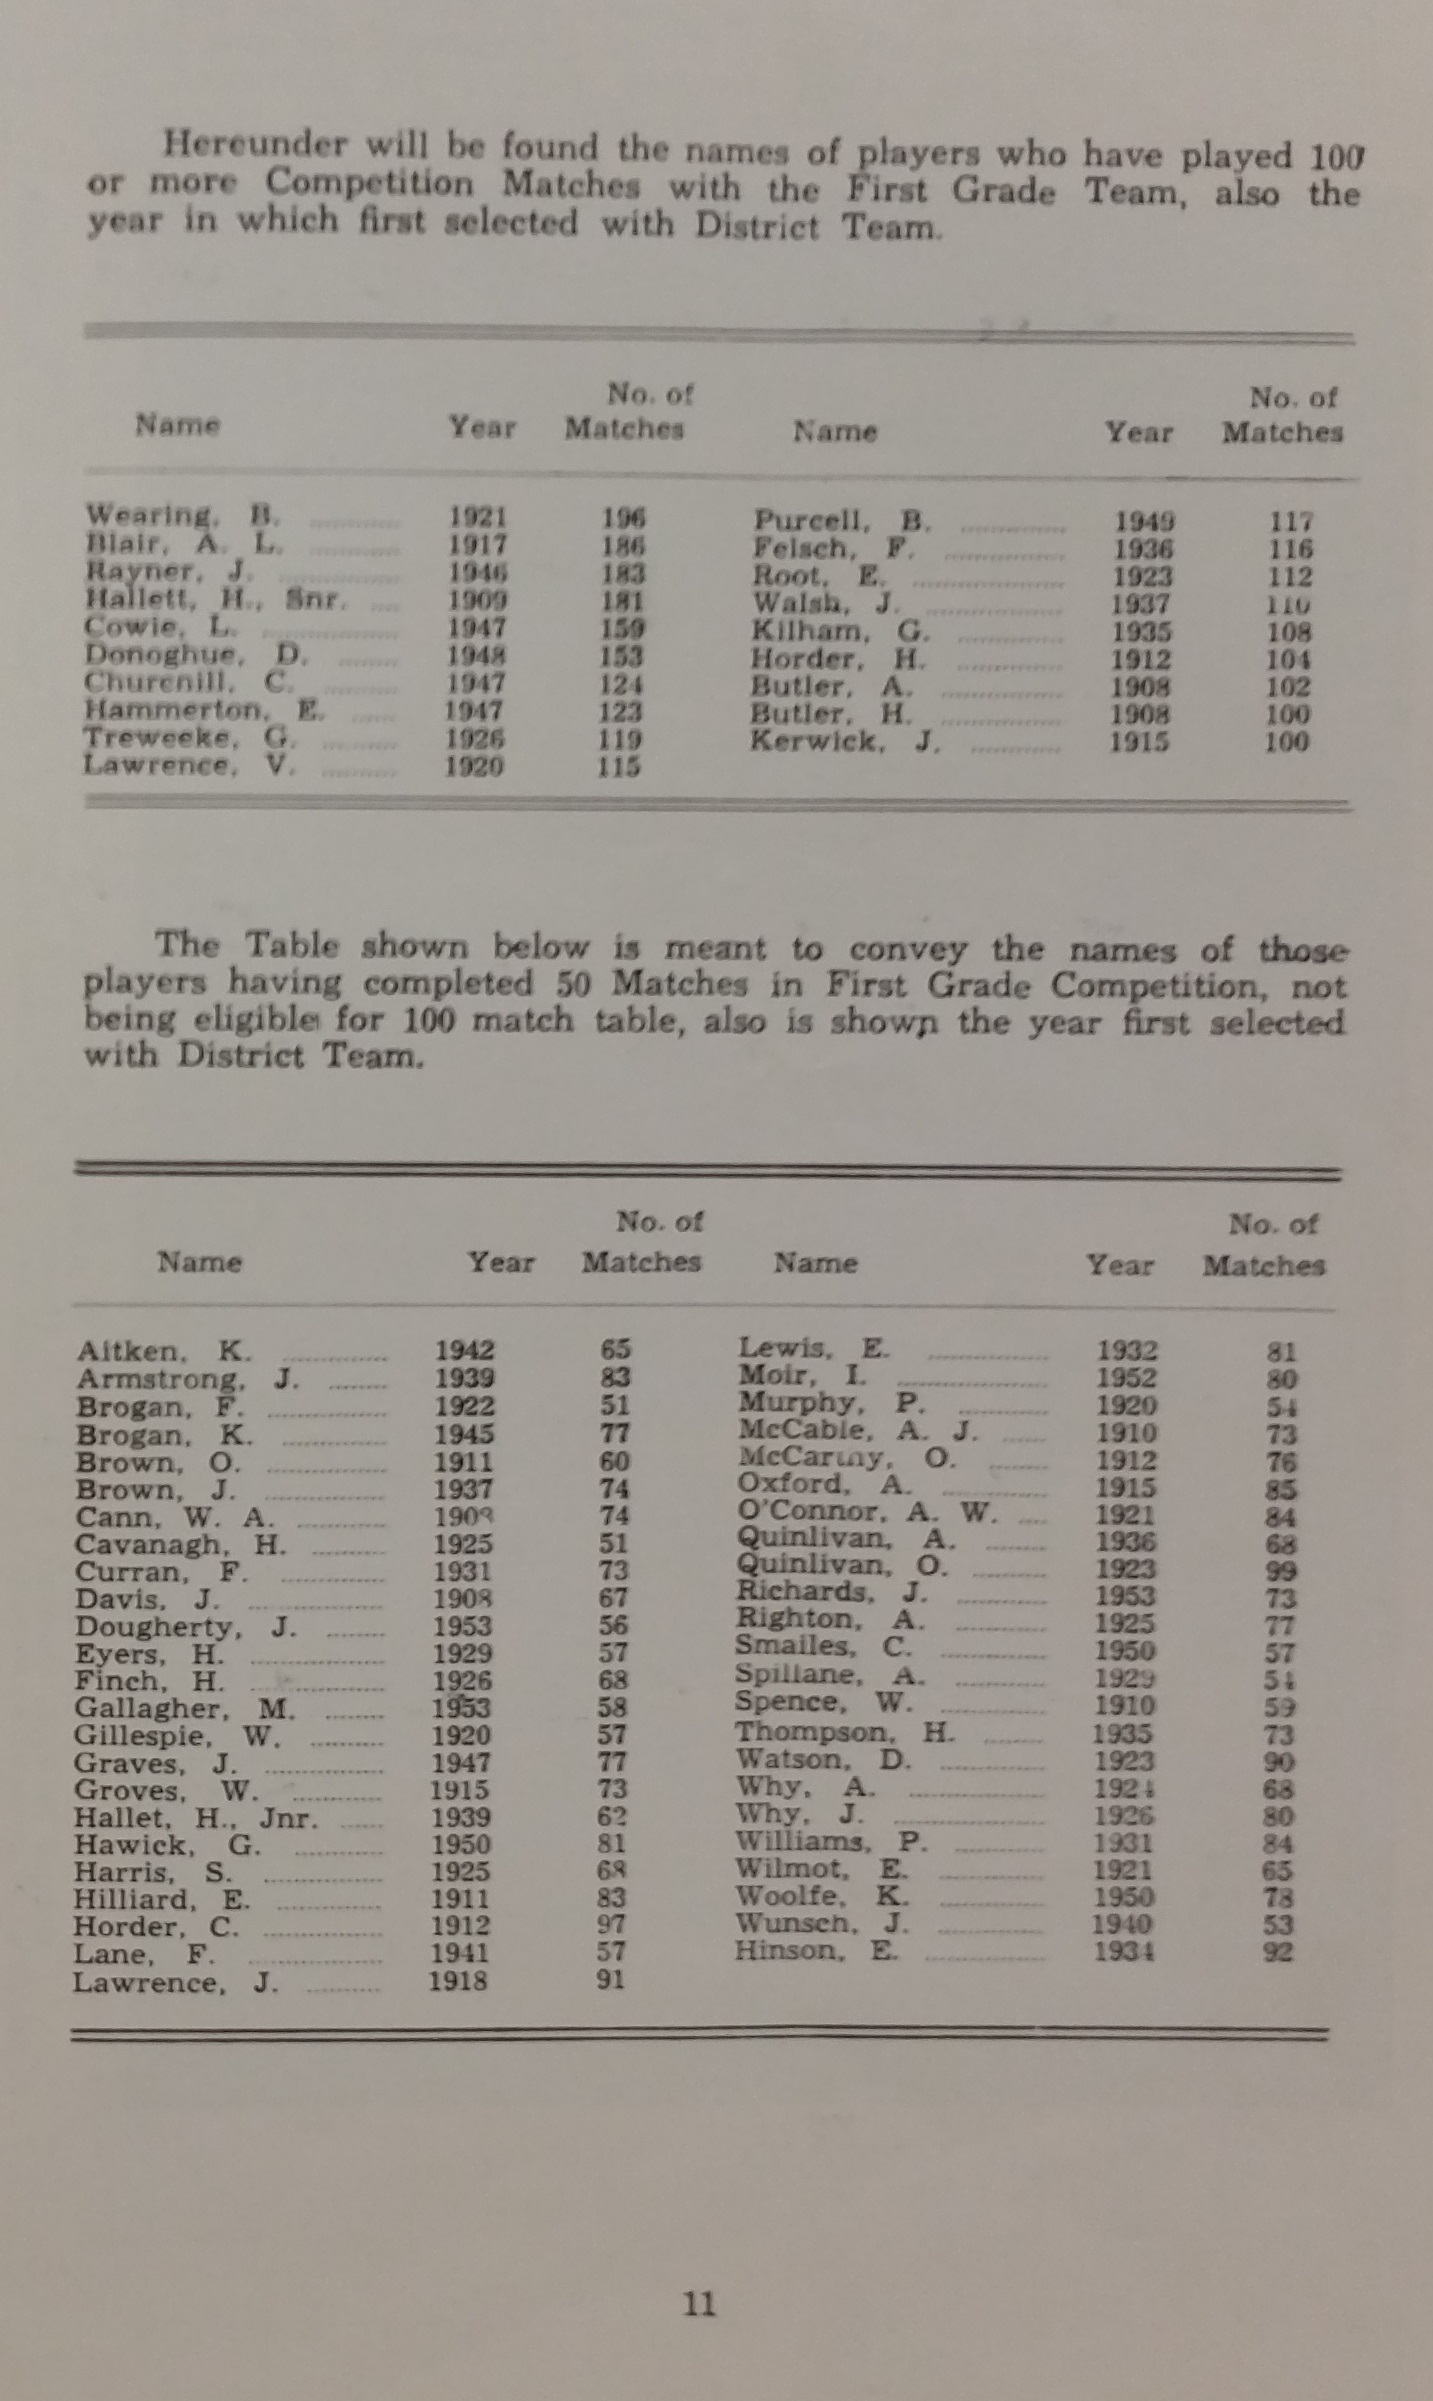 Hereunder will be found the names of players who have played 100
or more Competition Matches with the First Grade Team, also the
year in which first selected with District Team.
No. of No. of
Name Year Matches Name Year Matches
Wearing, B. 1921 196 Purcell, B. 1949 117
Blair, A. L. 1917 186 Felsch, F. 1936 116
Rayner, J. 1946 183 Root, E. 1923 112
Hallett, H., Snr. 1909 181 Walsh, J. 1937 110
Cowie, L. 1947 159 Kilham, G. 1935 108
Donoghue, D. 1948 153 Horder, H. 1912 104
Churchill, C. 1947 124 Butler, A. 1908 102
Hammerton, E. 1947 123 Butler, H. 1908 100
Treweeke, G. 1926 119 Kerwick, J. 1915 100
Lawrence, V. 1920 115
The Table shown below is meant to convey the names of those
players having completed 50 Matches in First Grade Competition, not
being eligible for 100 match table, also is shown the year first selected
with District Team.
No. of No. of
Name Year Matches Name Year Matches
Aitken, K. 1942 65 Lewis, E. 1932 81
Armstrong, J. 1939 83 Moir, I. 1952 80
Brogan, F. 1922 51 Murphy, P. 1920 54
Brogan, K. 1945 77 McCable, A. J. 1910 73
Brown, O. 1911 60 McCartny, O. 1912 76
Brown, J. 1937 74 Oxford, A. 1915 85
Cann, W. A. 74 O'Connor, A. W. 1921 84
Cavanagh, H. 1925 51 Quinlivan, A. 1936 68
Curran, F. 1931 73 Quinlivan, O. 1923 99
Davis, J. 1908 67 Richards, J. 1953 73
Dougherty, J. 1953 56 Righton, A. 1925 77
Eyers, H. 1929 57 Smailes, C. 1950 57
Finch, H. 1926 68 Spillane, A. 1929 54
Gallagher, M. 1953 58 Spence, W. 1910 59
Gillespie, W. 1920 57 Thompson, H. 1935 73
Graves, J. 1947 77 Watson, D. 1923 90
Groves, W. 1915 73 Why, A. 1924 68
Hallet, H., Jnr. 1939 62 Why, J. 1926 80
Hawick, G. 1950 81 Williams, P. 1931 84
Harris, S. 1925 68 Wilmot, E. 1921 65
Hilliard, E. 1911 83 Woolfe, K. 1950 78
Horder, C. 1912 97 Wunsch, J. 1940 53
Lane, F. 1941 57 Hinson, E. 1934 92
Lawrence, J. 1918 91
11